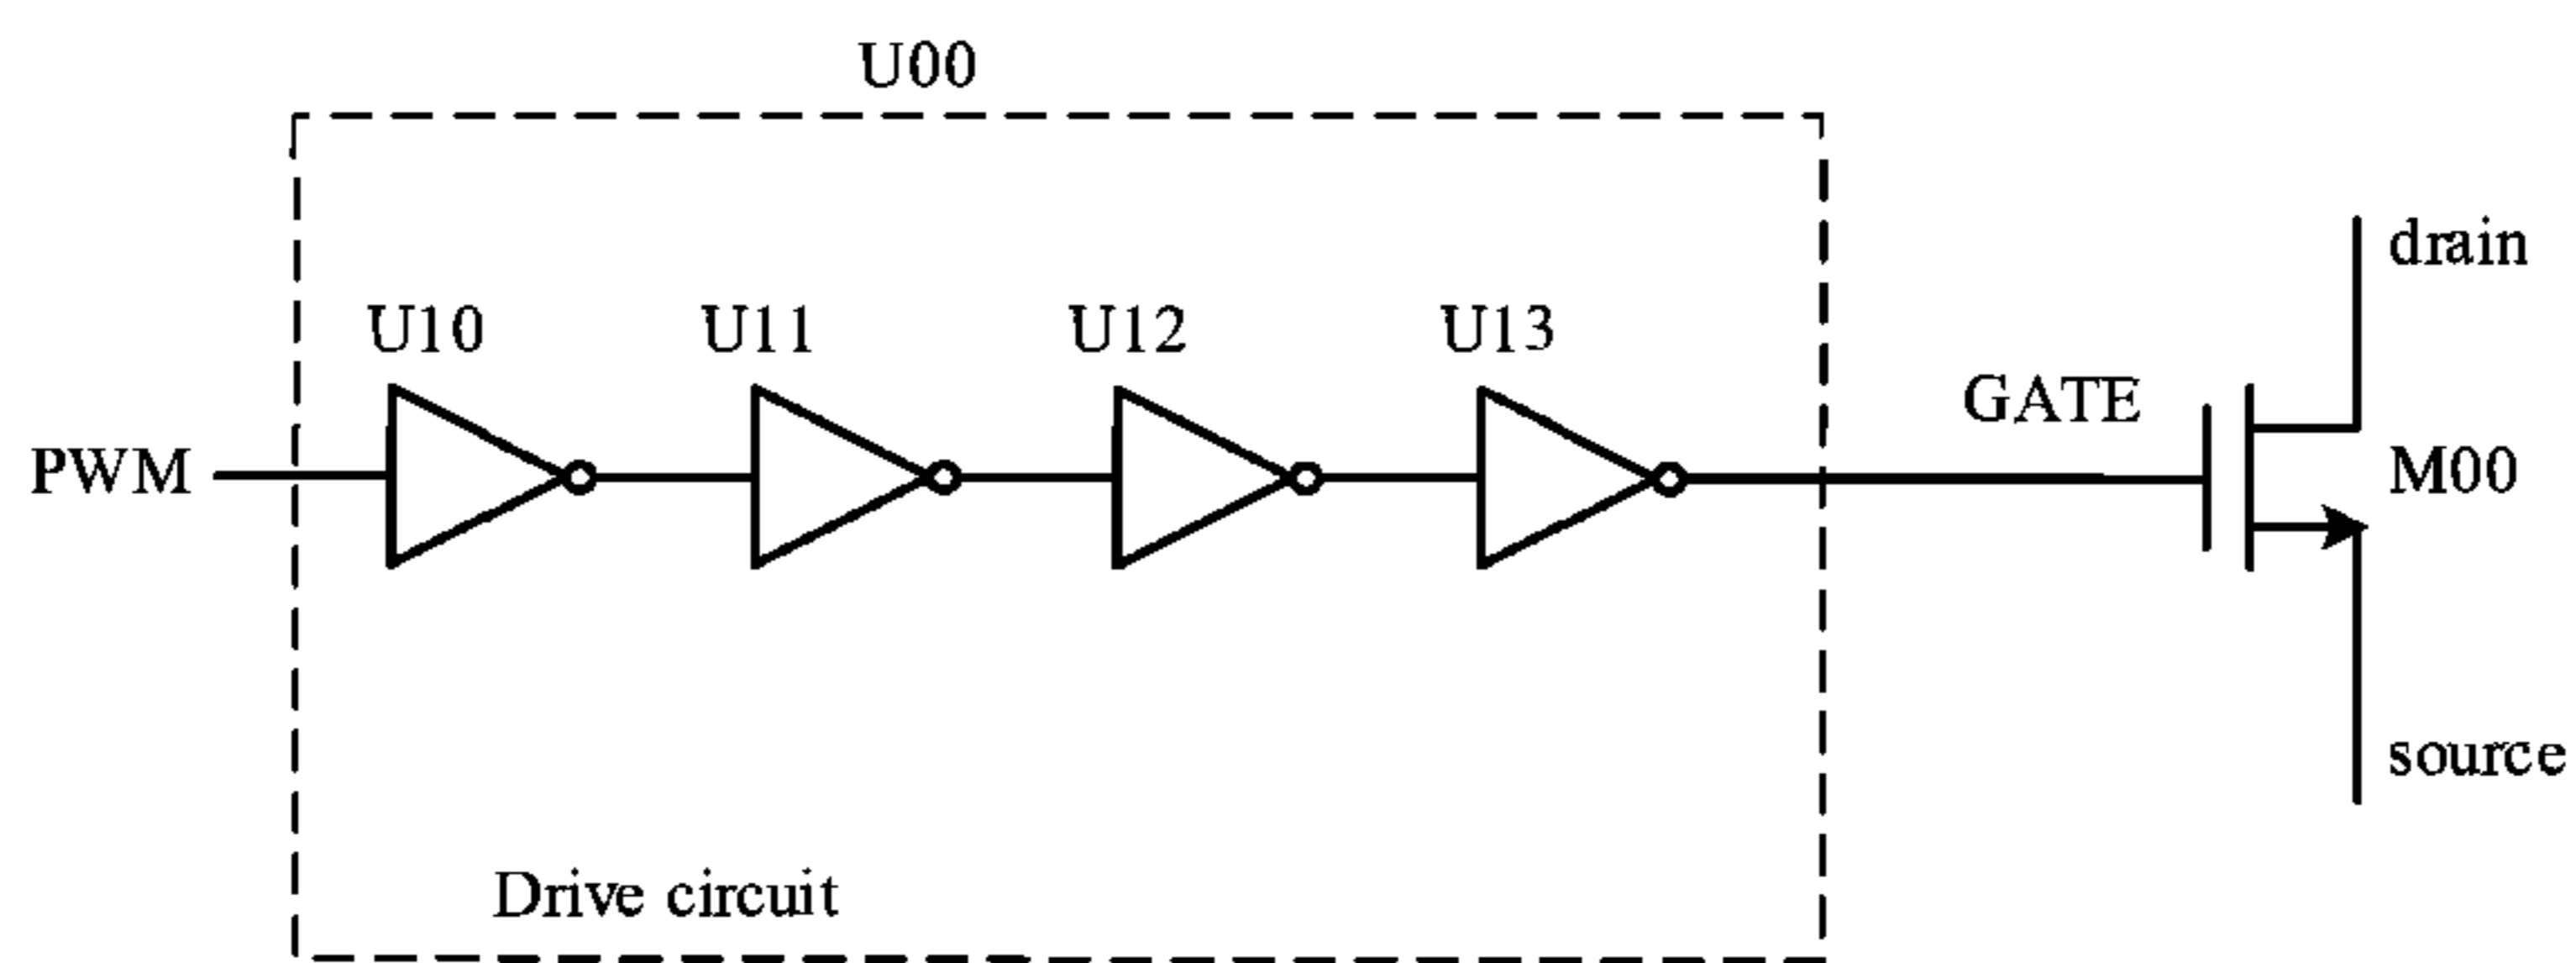 U00
U10
U11
U12
U13
PWM
GATE
drain
M00
source
Drive circuit